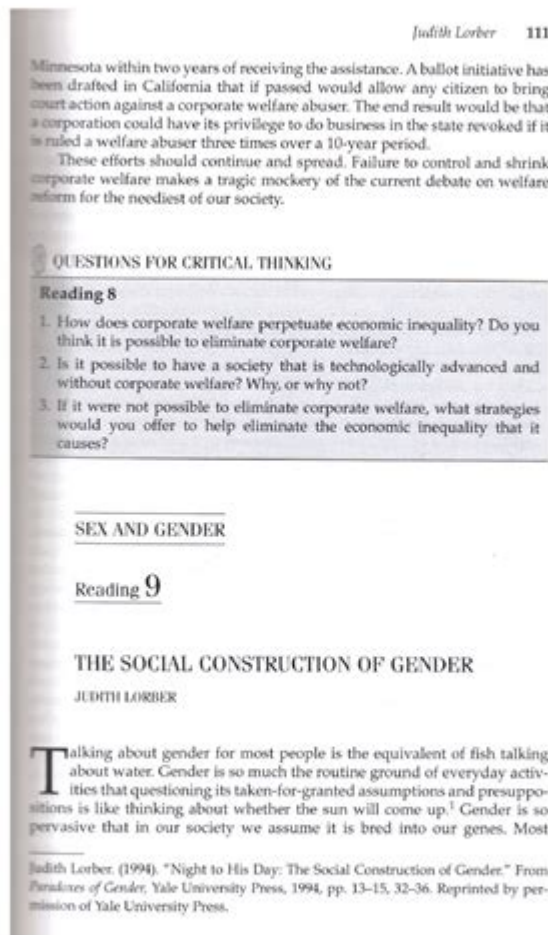 Judith Lorber 111
Minnesota within two years of receiving the assistance. A ballot initiative has
been drafted in California that if passed would allow any citizen to bring
court action against a corporate welfare abuser. The end result would be that
a corporation could have its privilege to do business in the state revoked if it
is ruled a welfare abuser three times over a 10-year period.
These efforts should continue and spread. Failure to control and shrink
corporate welfare makes a tragic mockery of the current debate on welfare
reform for the neediest of our society.
QUESTIONS FOR CRITICAL THINKING
Reading 8
1. How does corporate welfare perpetuate economic inequality? Do you
think it is possible to eliminate corporate welfare?
2. Is it possible to have a society that is technologically advanced and
without corporate welfare? Why, or why not?
3. If it were not possible to eliminate corporate welfare, what strategies
would you offer to help eliminate the economic inequality that it
causes?
SEX AND GENDER
Reading 9
THE SOCIAL CONSTRUCTION OF GENDER
JUDITH LORBER
Talking about gender for most people is the equivalent of fish talking
about water. Gender is so much the routine ground of everyday activ-
ities that questioning its taken-for-granted assumptions and presuppo-
sitions is like thinking about whether the sun will come up.¹ Gender is so
pervasive that in our society we assume it is bred into our genes. Most
Judith Lorber. (1994). "Night to His Day: The Social Construction of Gender." From
Paradoxes of Gender, Yale University Press, 1994, pp. 13–15, 32–36. Reprinted by per-
mission of Yale University Press.